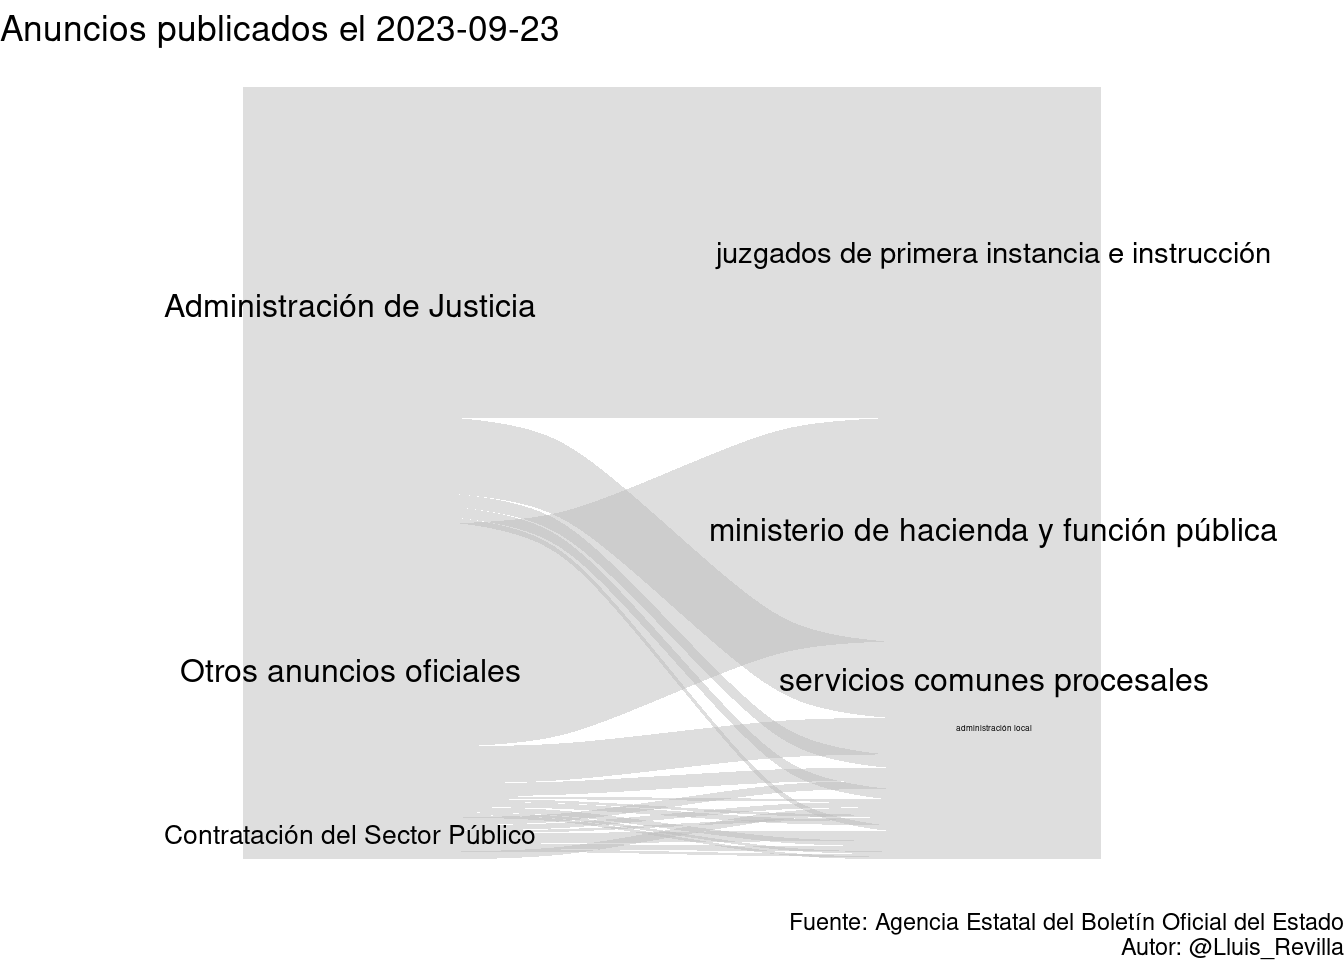 Anuncios publicados el 2023-09-23
juzgados de primera instancia e instrucción
Administración de Justicia
ministerio de hacienda y función pública
Otros anuncios oficiales
servicios comunes procesales
administración local
Contratación del Sector Público
Fuente: Agencia Estatal del Boletín Oficial del Estado
Autor: @Lluis_Revilla